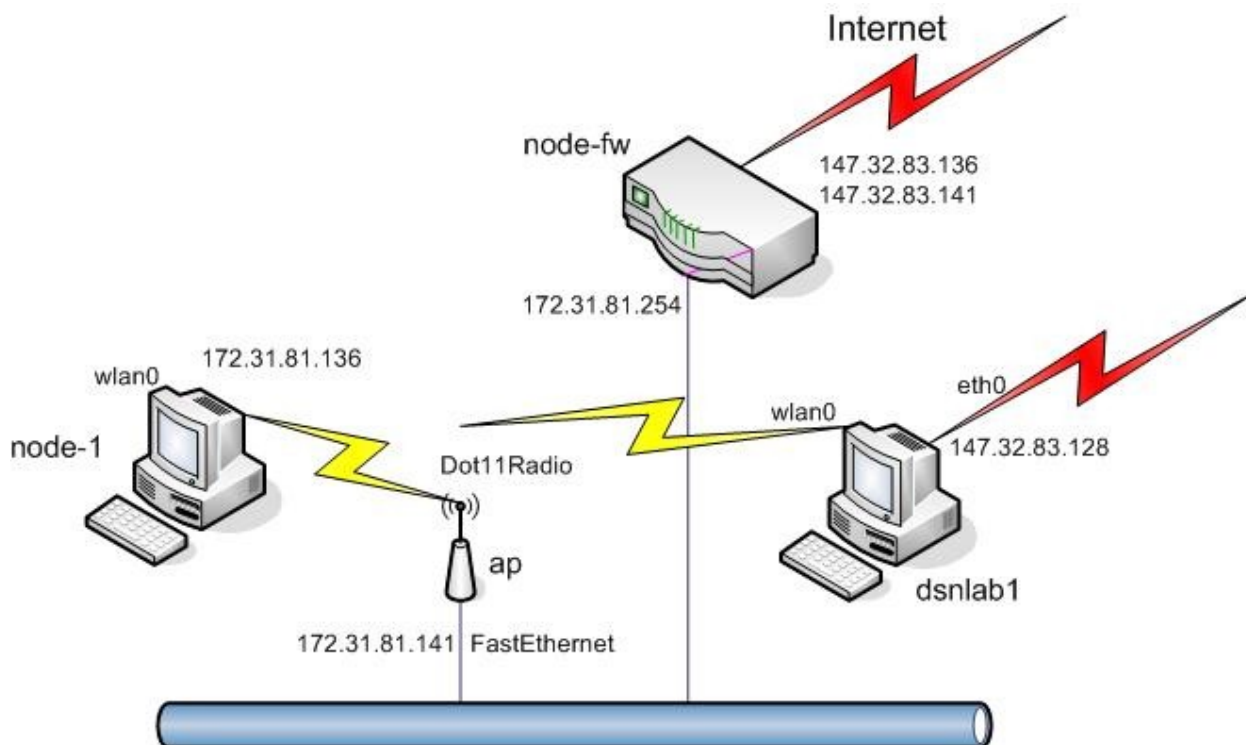 Internet
node-fw
147.32.83.136
147.32.83.141
172.31.81.254
172.31.81.136
wlan0
node-1
eth0
wlan0
147.32.83.128
Dot11Radio
ap
dsnlab1
172.31.81.141 FastEthernet